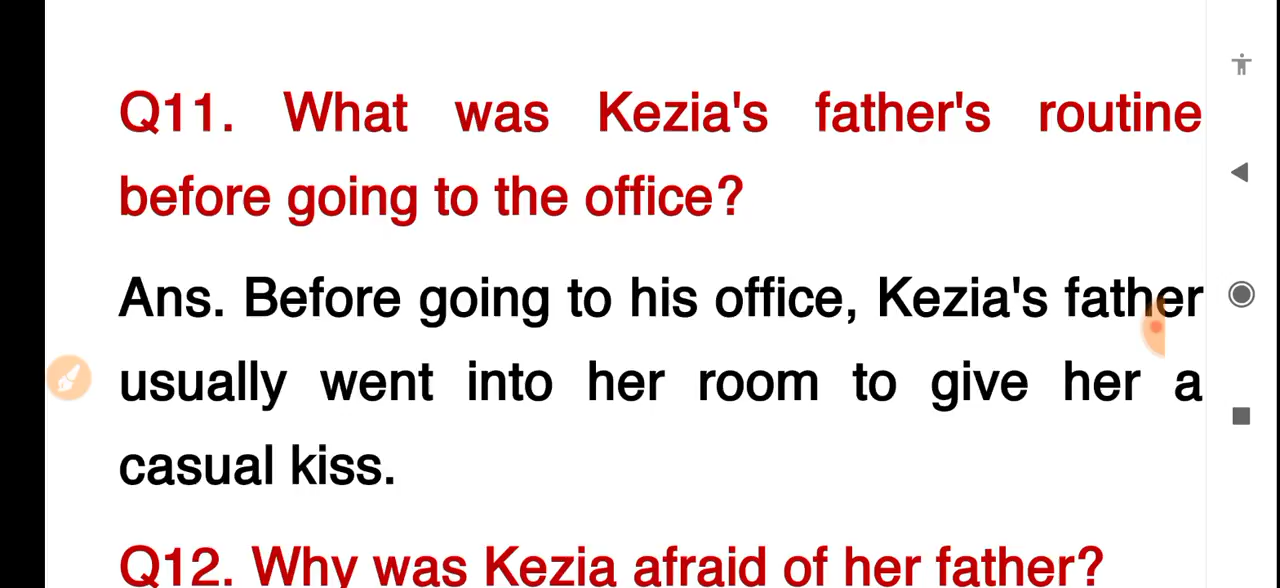 Q11. What was Kezia's father's routine
before going to the office?
Ans. Before going to his office, Kezia's father
usually went into her room to give her a
casual kiss.
Q12. Why was Kezia afraid of her father?